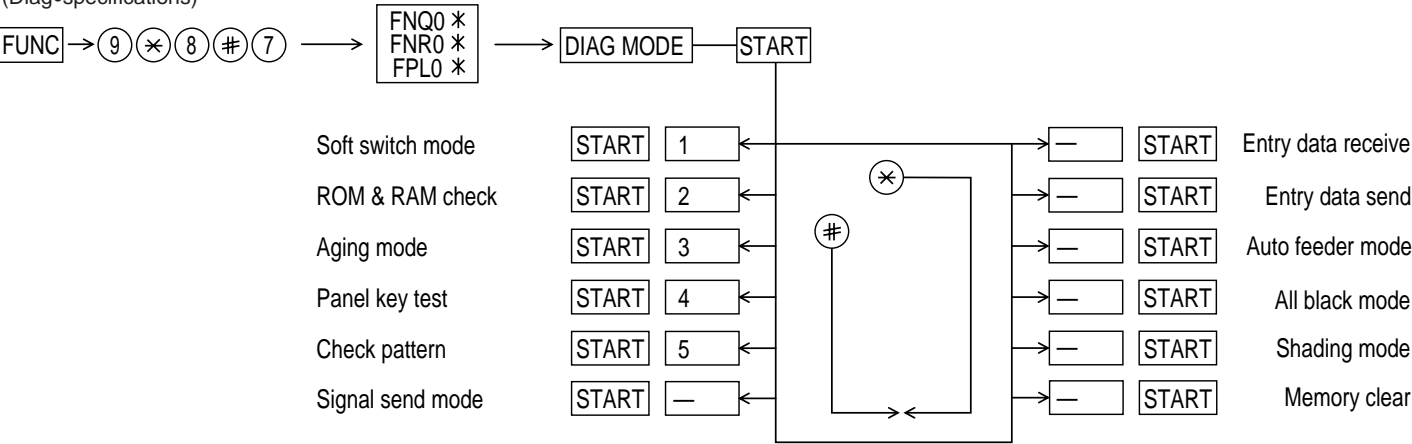 (Diag•specifications)
FUNC → 9 * 8 # 7 → FNQ0 * → DIAG MODE START
FNR0 *
FPL0 *
Soft switch mode START 1 — START Entry data receive
*
ROM & RAM check START 2 — START Entry data send
#
Aging mode START 3 — START Auto feeder mode
Panel key test START 4 — START All black mode
Check pattern START 5 — START Shading mode
Signal send mode START — — START Memory clear